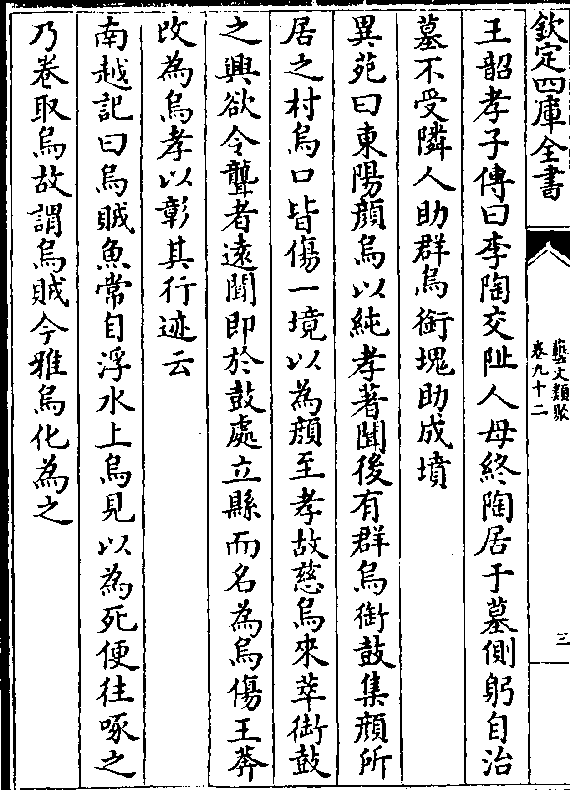 欽定四庫全書
藝文類聚
卷九十二
三
王韶孝子傳曰李陶交阯人母終陶居于墓側躬自治
墓不受隣人助群烏銜塊助成墳
異苑曰東陽顔烏以純孝著聞後有群烏銜鼓集顔所
居之村烏口皆傷一境以為顔至孝故慈烏來萃銜鼓
之興欲令聾者遠聞即於鼓處立縣而名為烏傷王莽
改為烏孝以彰其行迹云
南越記曰烏賊魚常自浮水上烏見以為死便往啄之
乃卷取烏故謂烏賊今雅烏化為之